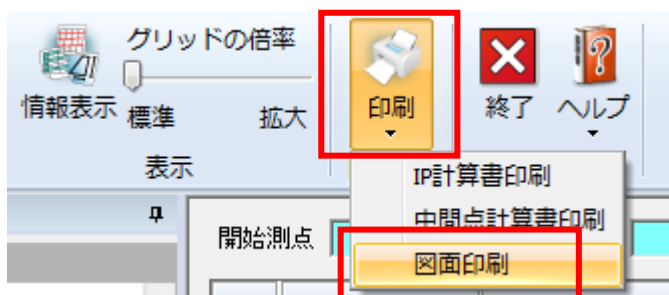 グリッドの倍率
情報表示
標準
拡大
印刷
終了
ヘルプ
表示
IP計算書印刷
中間点計算書印刷
開始測点
図面印刷